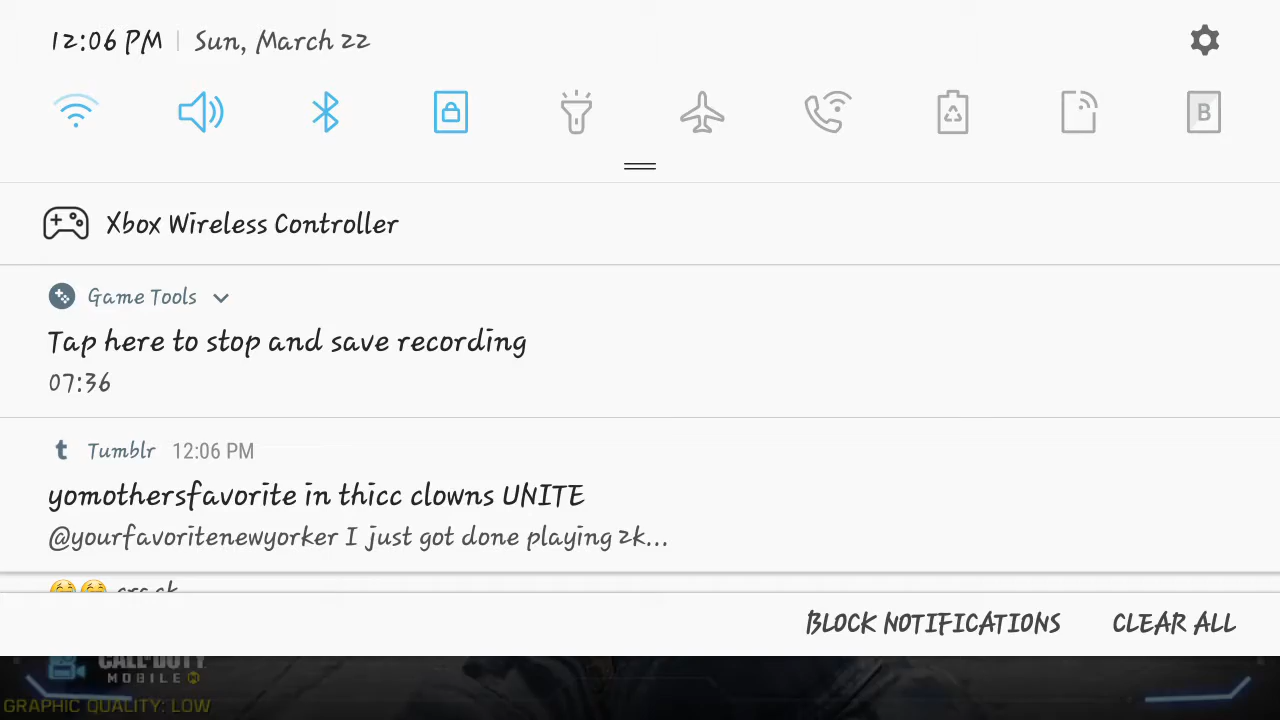 12:06 PM | Sun, March 22
B
Xbox Wireless Controller
Game Tools
Tap here to stop and save recording
07:36
t Tumblr 12:06 PM
yomothersfavorite in thicc clowns UNITE
@yourfavoritenewyorker I just got done playing 2k...
BLOCK NOTIFICATIONS CLEAR ALL
CALL OF DUTY
MOBILE
GRAPHIC QUALITY: LOW